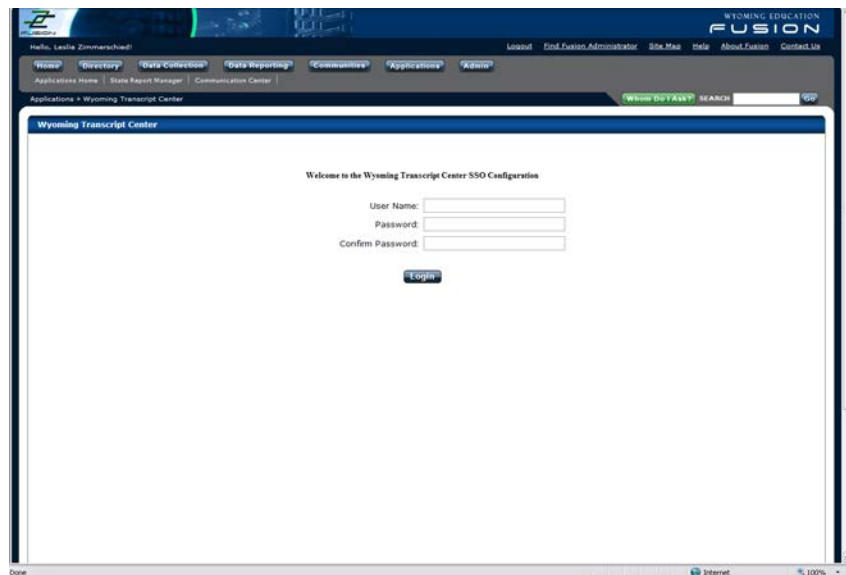 FUSION
WYOMING EDUCATION
FUSION
Hello, Leslie Zimmerschied!
Logout Find Fusion Administrator Site Map Help About Fusion Contact Us
Home Directory Data Collection Data Reporting Communities Applications Admin
Applications Home | State Report Manager | Communication Center |
Applications » Wyoming Transcript Center
Whom Do I Ask? SEARCH Go
Wyoming Transcript Center
Welcome to the Wyoming Transcript Center SSO Configuration
User Name:
Password:
Confirm Password:
Login
Done Internet 100%